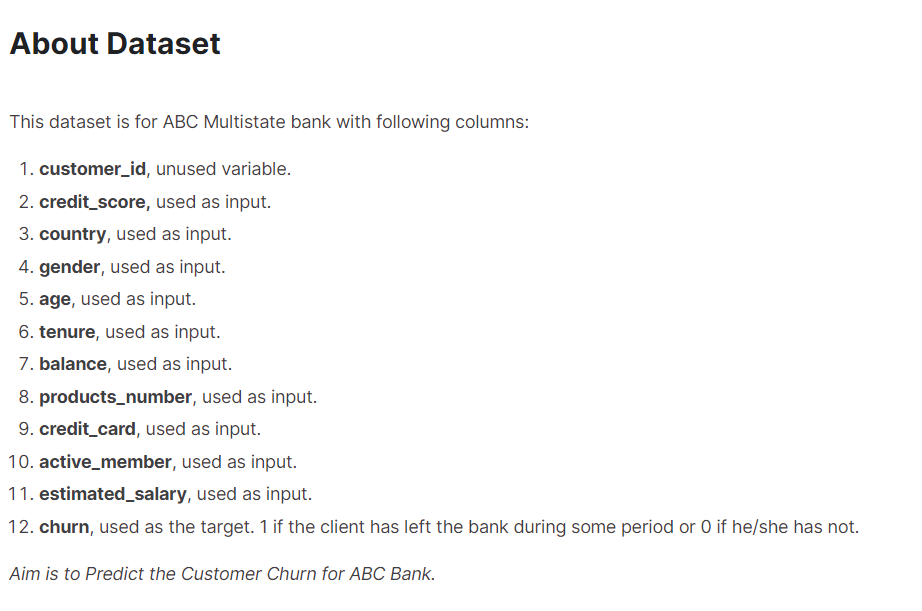 About Dataset
This dataset is for ABC Multistate bank with following columns:
1. customer_id, unused variable.
2. credit_score, used as input.
3. country, used as input.
4. gender, used as input.
5. age, used as input.
6. tenure, used as input.
7. balance, used as input.
8. products_number, used as input.
9. credit_card, used as input.
10. active_member, used as input.
11. estimated_salary, used as input.
12. churn, used as the target. 1 if the client has left the bank during some period or 0 if he/she has not.
Aim is to Predict the Customer Churn for ABC Bank.